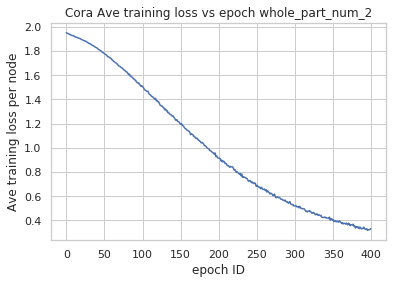 Cora Ave training loss vs epoch whole_part_num_2
Ave training loss per node
2.0
1.8
1.6
1.4
1.2
1.0
0.8
0.6
0.4
0 50 100 150 200 250 300 350 400
epoch ID